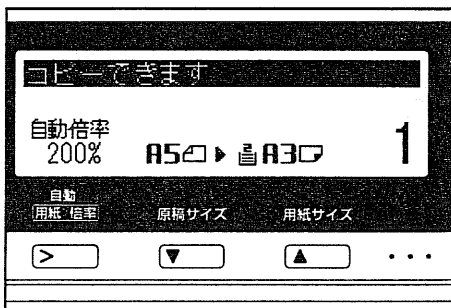 コピーできます
自動倍率
200% A5 ▶ A3 1
自動
用紙 倍率 原稿サイズ 用紙サイズ
> ▼ ▲ ・・・